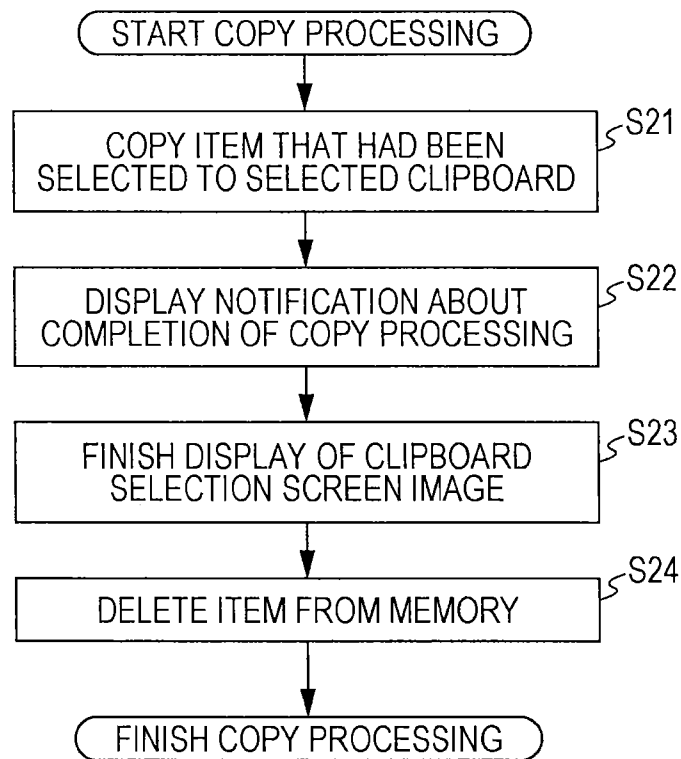 START COPY PROCESSING
S21
COPY ITEM THAT HAD BEEN
SELECTED TO SELECTED CLIPBOARD
S22
DISPLAY NOTIFICATION ABOUT
COMPLETION OF COPY PROCESSING
S23
FINISH DISPLAY OF CLIPBOARD
SELECTION SCREEN IMAGE
S24
DELETE ITEM FROM MEMORY
FINISH COPY PROCESSING